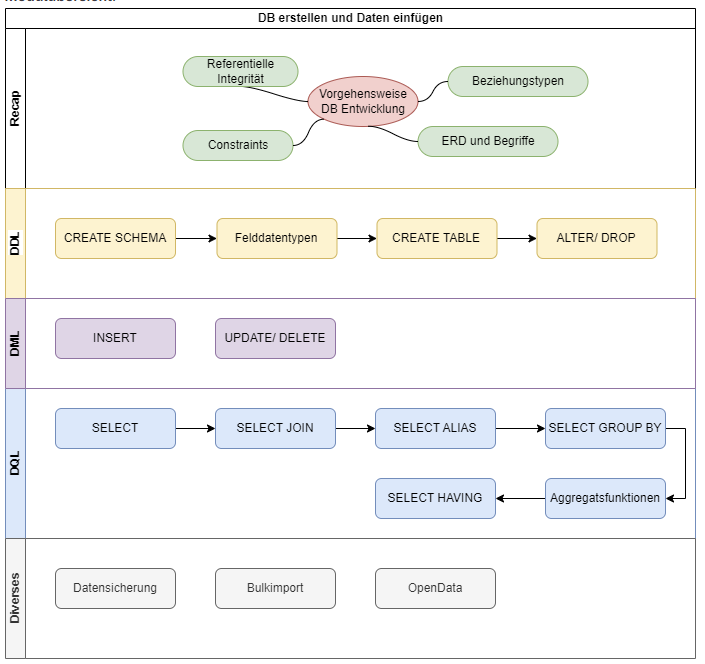 Modulübersicht:
DB erstellen und Daten einfügen
Recap
Referentielle
Integrität
Vorgehensweise
DB Entwicklung
Beziehungstypen
Constraints
ERD und Begriffe
DDL
CREATE SCHEMA
Felddatentypen
CREATE TABLE
ALTER/ DROP
DML
INSERT
UPDATE/ DELETE
DQL
SELECT
SELECT JOIN
SELECT ALIAS
SELECT GROUP BY
SELECT HAVING
Aggregatsfunktionen
Diverses
Datensicherung
Bulkimport
OpenData